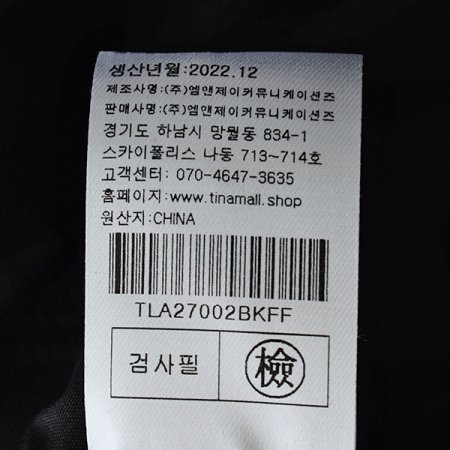 생산년월:2022.12
제조사명:(주)엠앤제이커뮤니케이션즈
판매사명:(주)엠앤제이커뮤니케이션즈
경기도 하남시 망월동 834-1
스카이폴리스 나동 713~714호
고객센터: 070-4647-3635
홈페이지:www.tinamall.shop
원산지:CHINA
TLA27002BKFF
검사필 檢